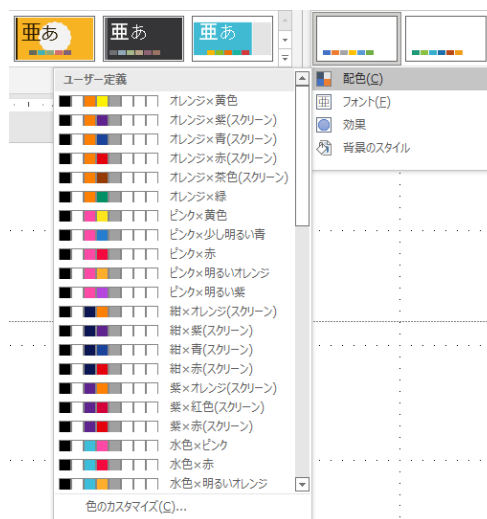 亜あ
亜あ
亜あ
配色(C)
フォント(F)
効果
背景のスタイル
ユーザー定義
オレンジ×黄色
オレンジ×紫(スクリーン)
オレンジ×青(スクリーン)
オレンジ×赤(スクリーン)
オレンジ×茶色(スクリーン)
オレンジ×緑
ピンク×黄色
ピンク×少し明るい青
ピンク×赤
ピンク×明るいオレンジ
ピンク×明るい紫
紺×オレンジ(スクリーン)
紺×紫(スクリーン)
紺×青(スクリーン)
紺×赤(スクリーン)
紫×オレンジ(スクリーン)
紫×紅色(スクリーン)
紫×赤(スクリーン)
水色×ピンク
水色×赤
水色×明るいオレンジ
色のカスタマイズ(C)...